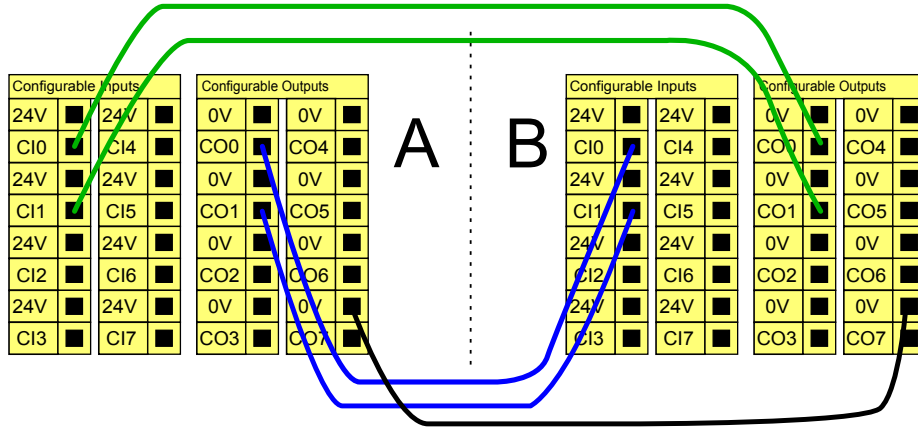 Configurable Inputs
24V 24V
CI0 CI4
24V 24V
CI1 CI5
24V 24V
CI2 CI6
24V 24V
CI3 CI7
Configurable Outputs
0V 0V
CO0 CO4
0V 0V
CO1 CO5
0V 0V
CO2 CO6
0V 0V
CO3 CO7
A
B
Configurable Inputs
24V 24V
CI0 CI4
24V 24V
CI1 CI5
24V 24V
CI2 CI6
24V 24V
CI3 CI7
Configurable Outputs
0V 0V
CO0 CO4
0V 0V
CO1 CO5
0V 0V
CO2 CO6
0V 0V
CO3 CO7